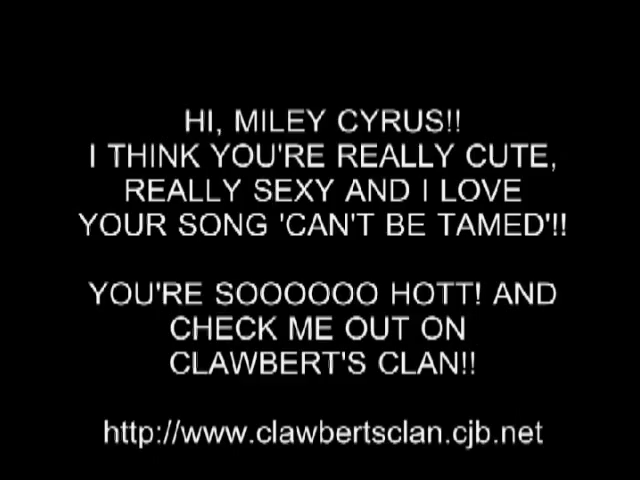 HI, MILEY CYRUS!!
I THINK YOU'RE REALLY CUTE,
REALLY SEXY AND I LOVE
YOUR SONG 'CAN'T BE TAMED'!!
YOU'RE SOOOOOO HOTT! AND
CHECK ME OUT ON
CLAWBERT'S CLAN!!
http://www.clawbertsclan.cjb.net